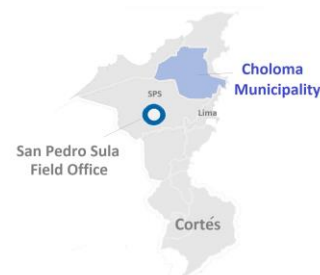 Choloma
Municipality
SPS
Lima
San Pedro Sula
Field Office
Cortés